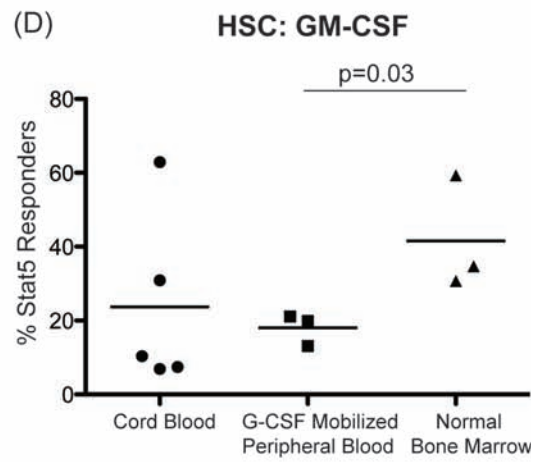 (D)
HSC: GM-CSF
p=0.03
% Stat5 Responders
80
60
40
20
0
Cord Blood
G-CSF Mobilized
Peripheral Blood
Normal
Bone Marrow